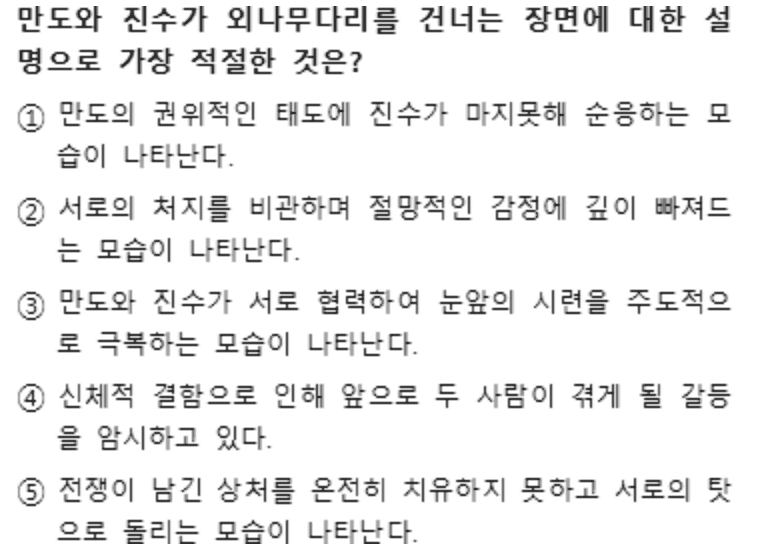 만도와 진수가 외나무다리를 건너는 장면에 대한 설
명으로 가장 적절한 것은?
① 만도의 권위적인 태도에 진수가 마지못해 순응하는 모
습이 나타난다.
② 서로의 처지를 비관하며 절망적인 감정에 깊이 빠져드
는 모습이 나타난다.
③ 만도와 진수가 서로 협력하여 눈앞의 시련을 주도적으
로 극복하는 모습이 나타난다.
④ 신체적 결함으로 인해 앞으로 두 사람이 겪게 될 갈등
을 암시하고 있다.
⑤ 전쟁이 남긴 상처를 온전히 치유하지 못하고 서로의 탓
으로 돌리는 모습이 나타난다.